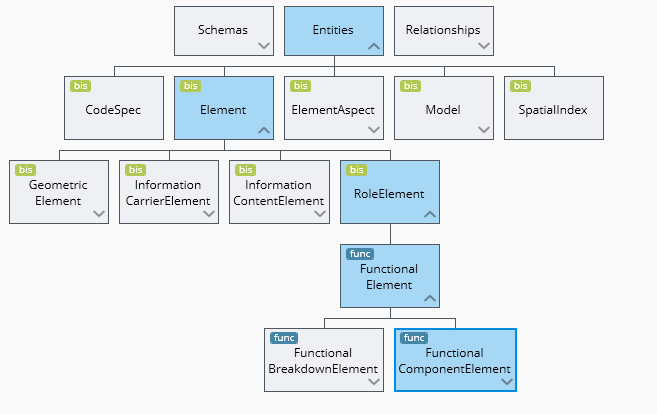 Schemas
Entities
Relationships
bis
CodeSpec
bis
Element
bis
ElementAspect
bis
Model
bis
SpatialIndex
bis
Geometric
Element
bis
Information
CarrierElement
bis
Information
ContentElement
bis
RoleElement
func
Functional
Element
func
Functional
BreakdownElement
func
Functional
ComponentElement